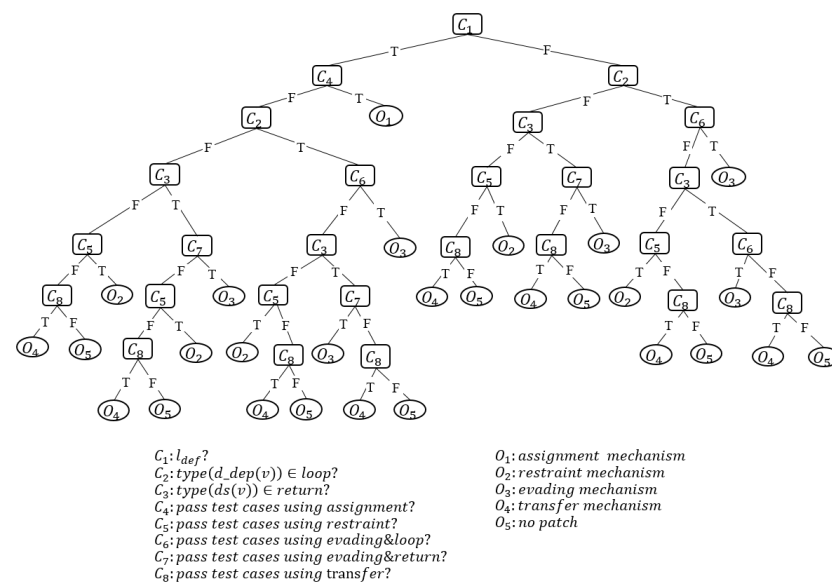 C₁
T F
C₄ C₂
F T F T
C₂ O₁ C₃ C₆
F T F T F T
C₃ C₆ C₅ C₇ C₃ O₃
F T F T F T F T F T
C₅ C₇ C₃ O₃ C₈ O₂ C₈ O₃ C₅ C₆
F T F T F T T F T F T F T F
C₈ O₂ C₅ O₃ C₅ C₇ O₄ O₅ O₄ O₅ O₂ C₈ O₃ C₈
T F F T T F T F T F T F
O₄ O₅ C₈ O₂ O₂ C₈ O₃ C₈ O₄ O₅ O₄ O₅
T F T F T F
O₄ O₅ O₄ O₅ O₄ O₅
C₁: l_def?
C₂: type(d_dep(v)) ∈ loop?
C₃: type(ds(v)) ∈ return?
C₄: pass test cases using assignment?
C₅: pass test cases using restraint?
C₆: pass test cases using evading&loop?
C₇: pass test cases using evading&return?
C₈: pass test cases using transfer?
O₁: assignment mechanism
O₂: restraint mechanism
O₃: evading mechanism
O₄: transfer mechanism
O₅: no patch